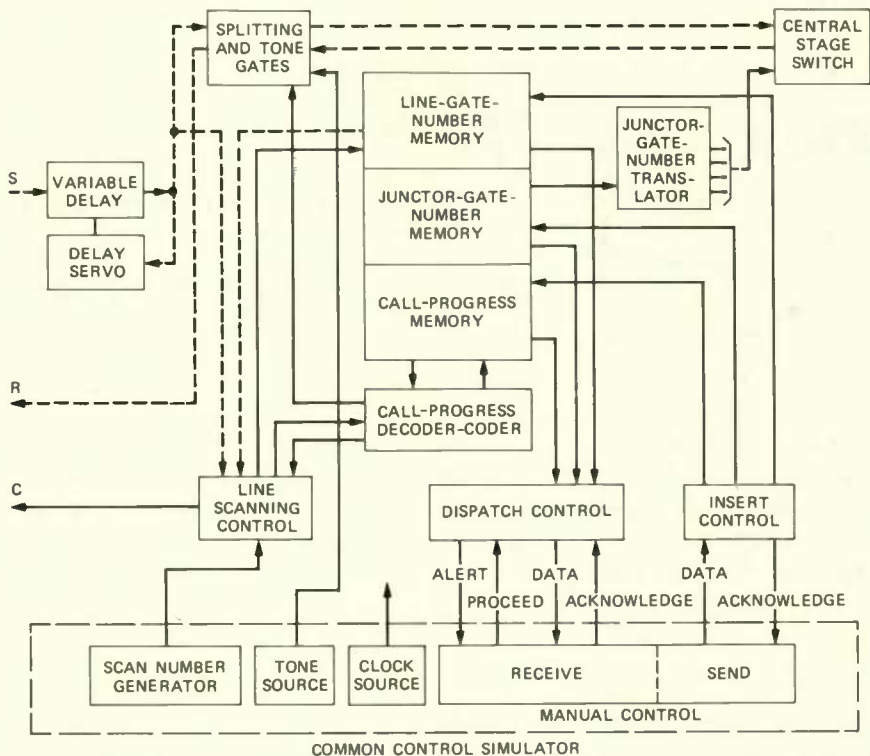 SPLITTING
AND TONE
GATES
CENTRAL
STAGE
SWITCH
LINE-GATE-
NUMBER
MEMORY
JUNCTOR-
GATE-
NUMBER
TRANS-
LATOR
S
VARIABLE
DELAY
JUNCTOR-GATE-
NUMBER
MEMORY
DELAY
SERVO
CALL-PROGRESS
MEMORY
R
CALL-PROGRESS
DECODER-CODER
C
LINE
SCANNING
CONTROL
DISPATCH CONTROL
INSERT
CONTROL
ALERT
DATA
DATA
PROCEED
ACKNOWLEDGE
ACKNOWLEDGE
SCAN NUMBER
GENERATOR
TONE
SOURCE
CLOCK
SOURCE
RECEIVE
SEND
MANUAL CONTROL
COMMON CONTROL SIMULATOR